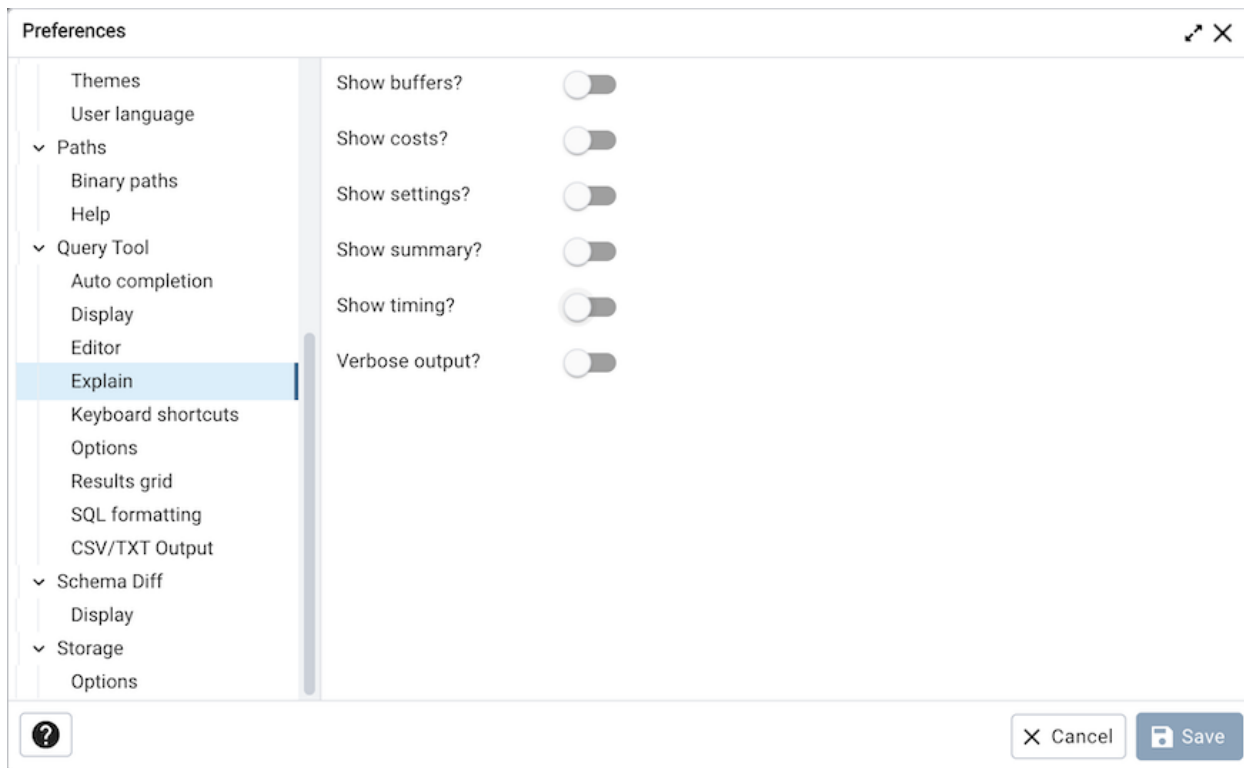 Preferences
Themes
User language
Paths
Binary paths
Help
Query Tool
Auto completion
Display
Editor
Explain
Keyboard shortcuts
Options
Results grid
SQL formatting
CSV/TXT Output
Schema Diff
Display
Storage
Options
Show buffers?
Show costs?
Show settings?
Show summary?
Show timing?
Verbose output?
?
Cancel
Save